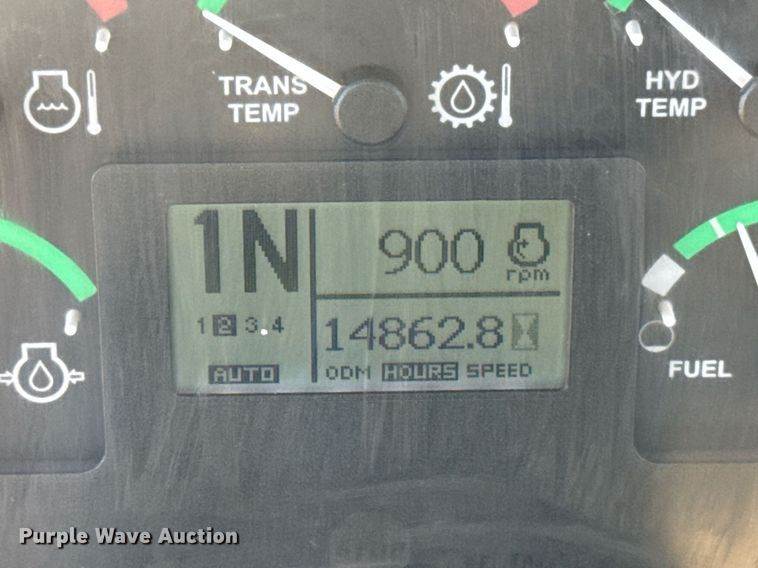 TRANS
TEMP
HYD
TEMP
1N
900
rpm
1 2 3 4
14862.8
AUTO
ODM HOURS SPEED
FUEL
Purple Wave Auction